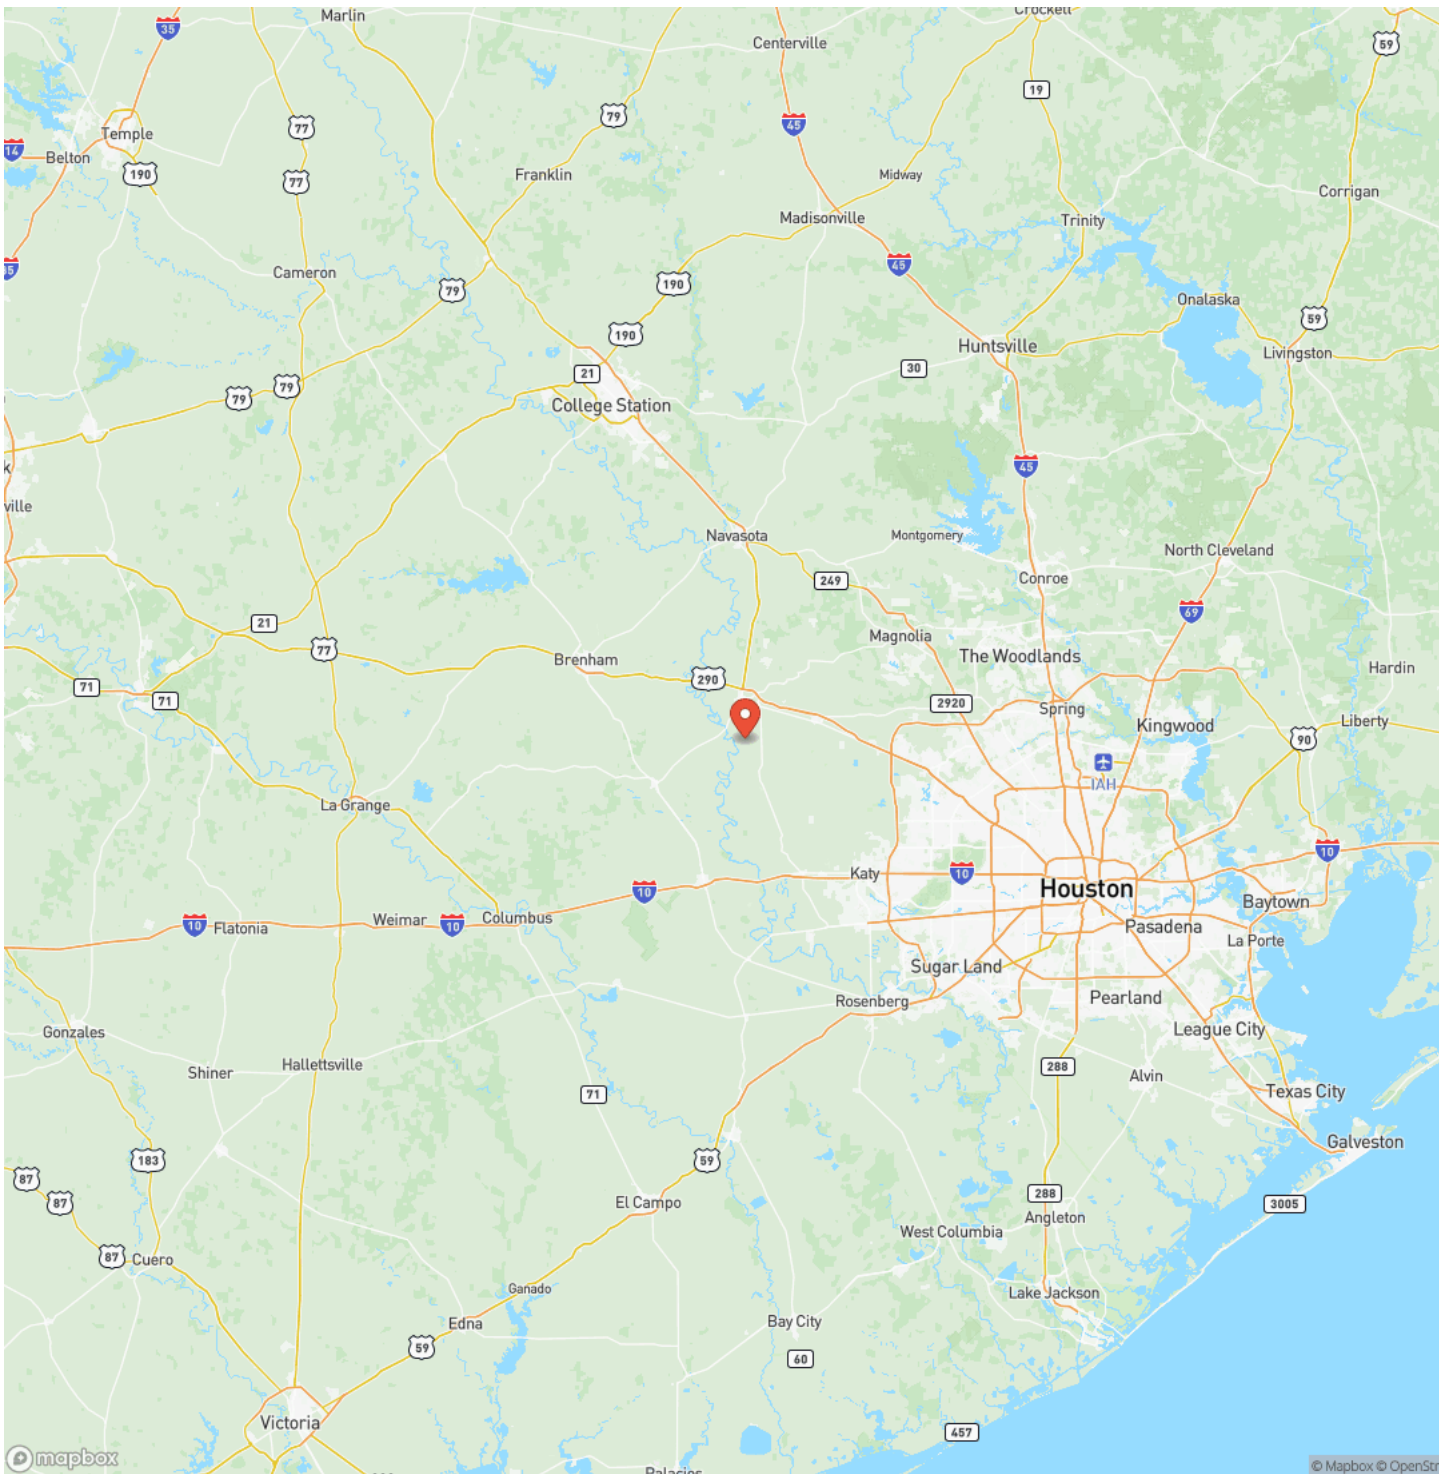 Marlin
35
Centerville
Crockell
59
19
79
77
45
Temple
14
Belton
190
77
Franklin
Midway
Corrigan
Madisonville
Trinity
45
35
Cameron
79
190
Onalaska
59
190
Huntsville
Livingston
30
21
79
79
College Station
k
45
ville
Navasota
Montgomery
North Cleveland
249
Conroe
69
21
77
Magnolia
The Woodlands
Brenham
Hardin
290
71
71
2920
Spring
Kingwood
Liberty
90
IAH
La Grange
10
Katy
10
Houston
10
Baytown
Weimar
Columbus
10
10
Flatonia
Pasadena
La Porte
Sugar Land
Rosenberg
Pearland
Gonzales
League City
Hallettsville
288
Shiner
Alvin
71
Texas City
Galveston
183
59
87
87
288
3005
El Campo
Angleton
West Columbia
87
Cuero
Ganado
Lake Jackson
Edna
Bay City
59
60
Victoria
457
mapbox
© Mapbox © OpenStr
Palacios